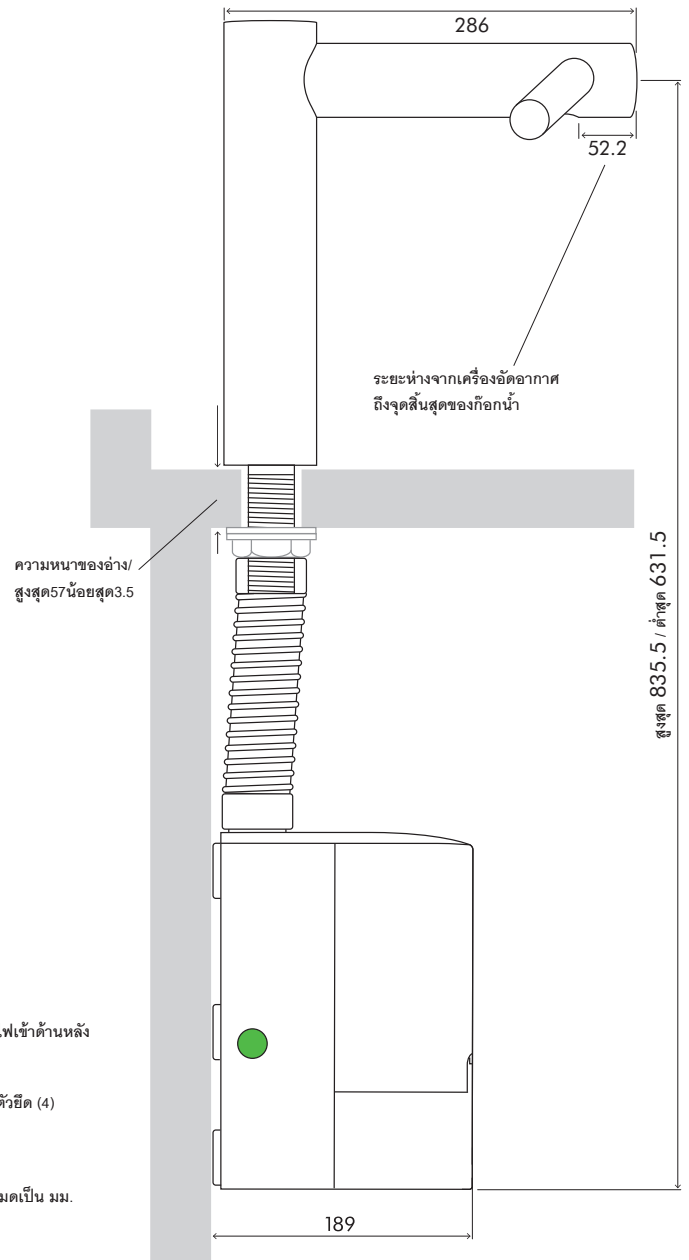 286
52.2
ระยะห่างจากเครื่องอัดอากาศ
ถึงจุดสิ้นสุดของก๊อกน้ำ
ความหนาของอ่าง/
สูงสุด57น้อยสุด3.5
สูงสุด 835.5 / ต่ำสุด 631.5
ไฟเข้าด้านหลัง
ตัวยึด (4)
มดเป็น มม.
189